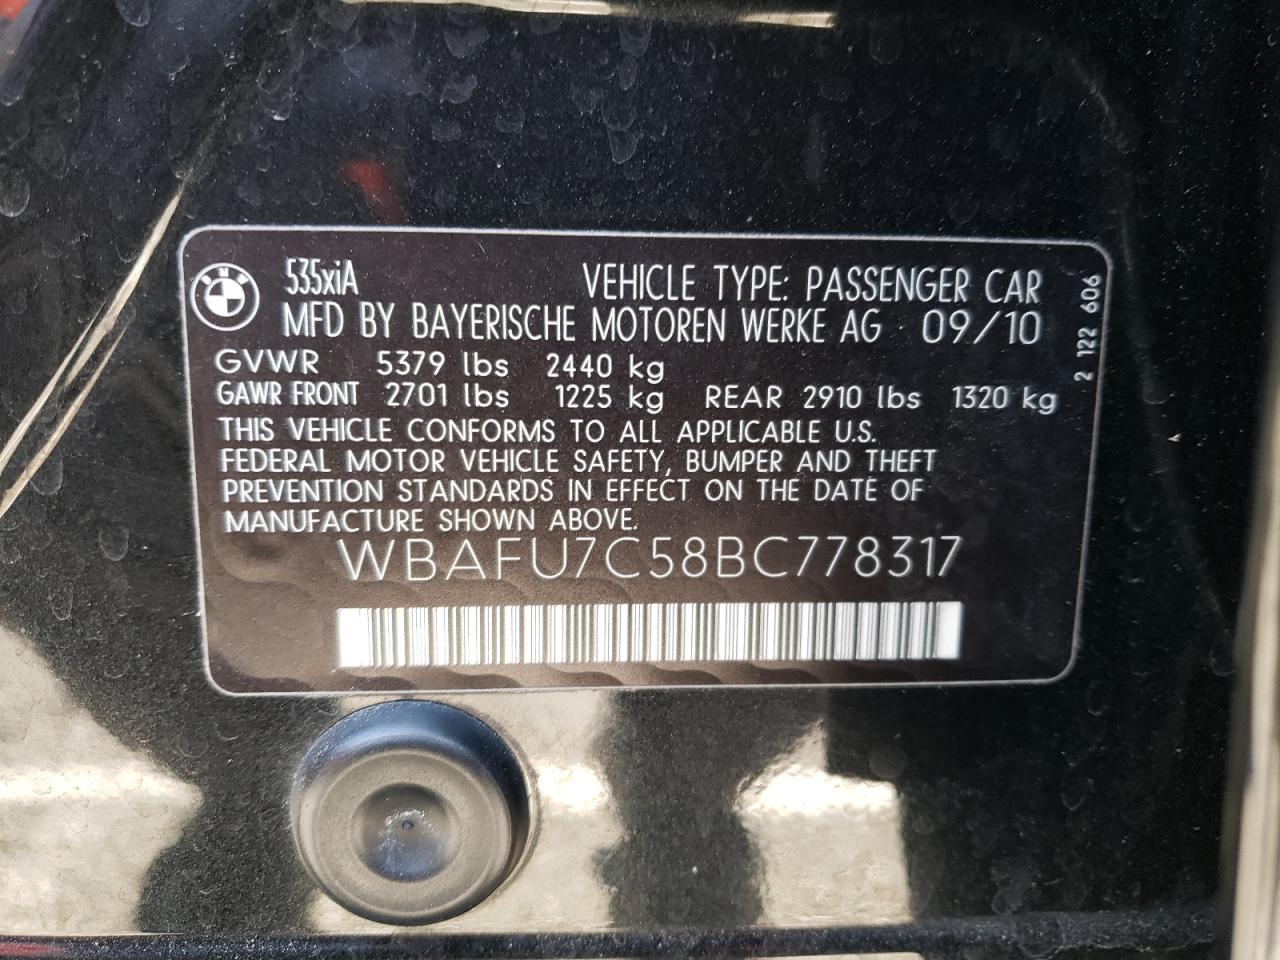 535xiA VEHICLE TYPE: PASSENGER CAR
MFD BY BAYERISCHE MOTOREN WERKE AG 09/10
GVWR 5379 lbs 2440 kg
GAWR FRONT 2701 lbs 1225 kg REAR 2910 lbs 1320 kg
THIS VEHICLE CONFORMS TO ALL APPLICABLE U.S.
FEDERAL MOTOR VEHICLE SAFETY, BUMPER AND THEFT
PREVENTION STANDARDS IN EFFECT ON THE DATE OF
MANUFACTURE SHOWN ABOVE.
WBAFU7C58BC778317
2 122 606